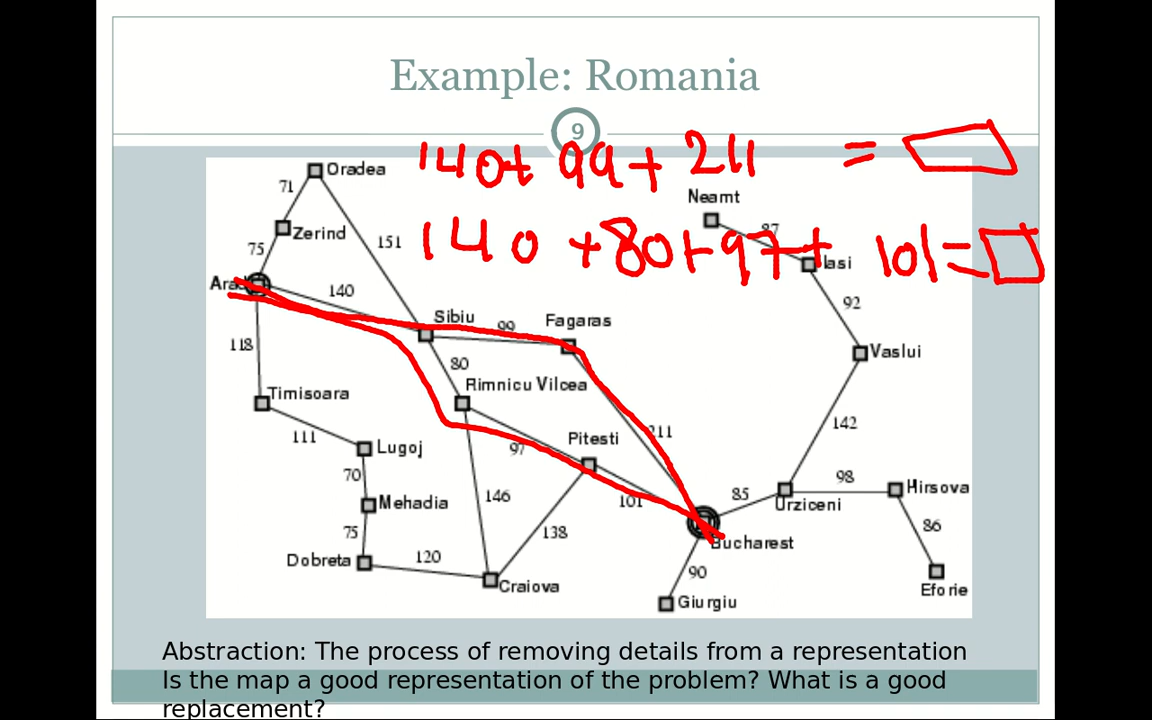 Example: Romania
9
140+ 99+ 211 =
Oradea
71
Neamt
87
Zerind
151
140 +80+97+ 101=
75
Iasi
Arad
140
92
Sibiu
99
Fagaras
118
80
Vaslui
Timisoara
Rimnicu Vilcea
142
111
Pitesti
211
Lugoj
97
70
98
Mehadia
146
101
85
Hirsova
Urziceni
75
138
86
Bucharest
Dobreta
120
90
Craiova
Eforie
Giurgiu
Abstraction: The process of removing details from a representation
Is the map a good representation of the problem? What is a good
replacement?